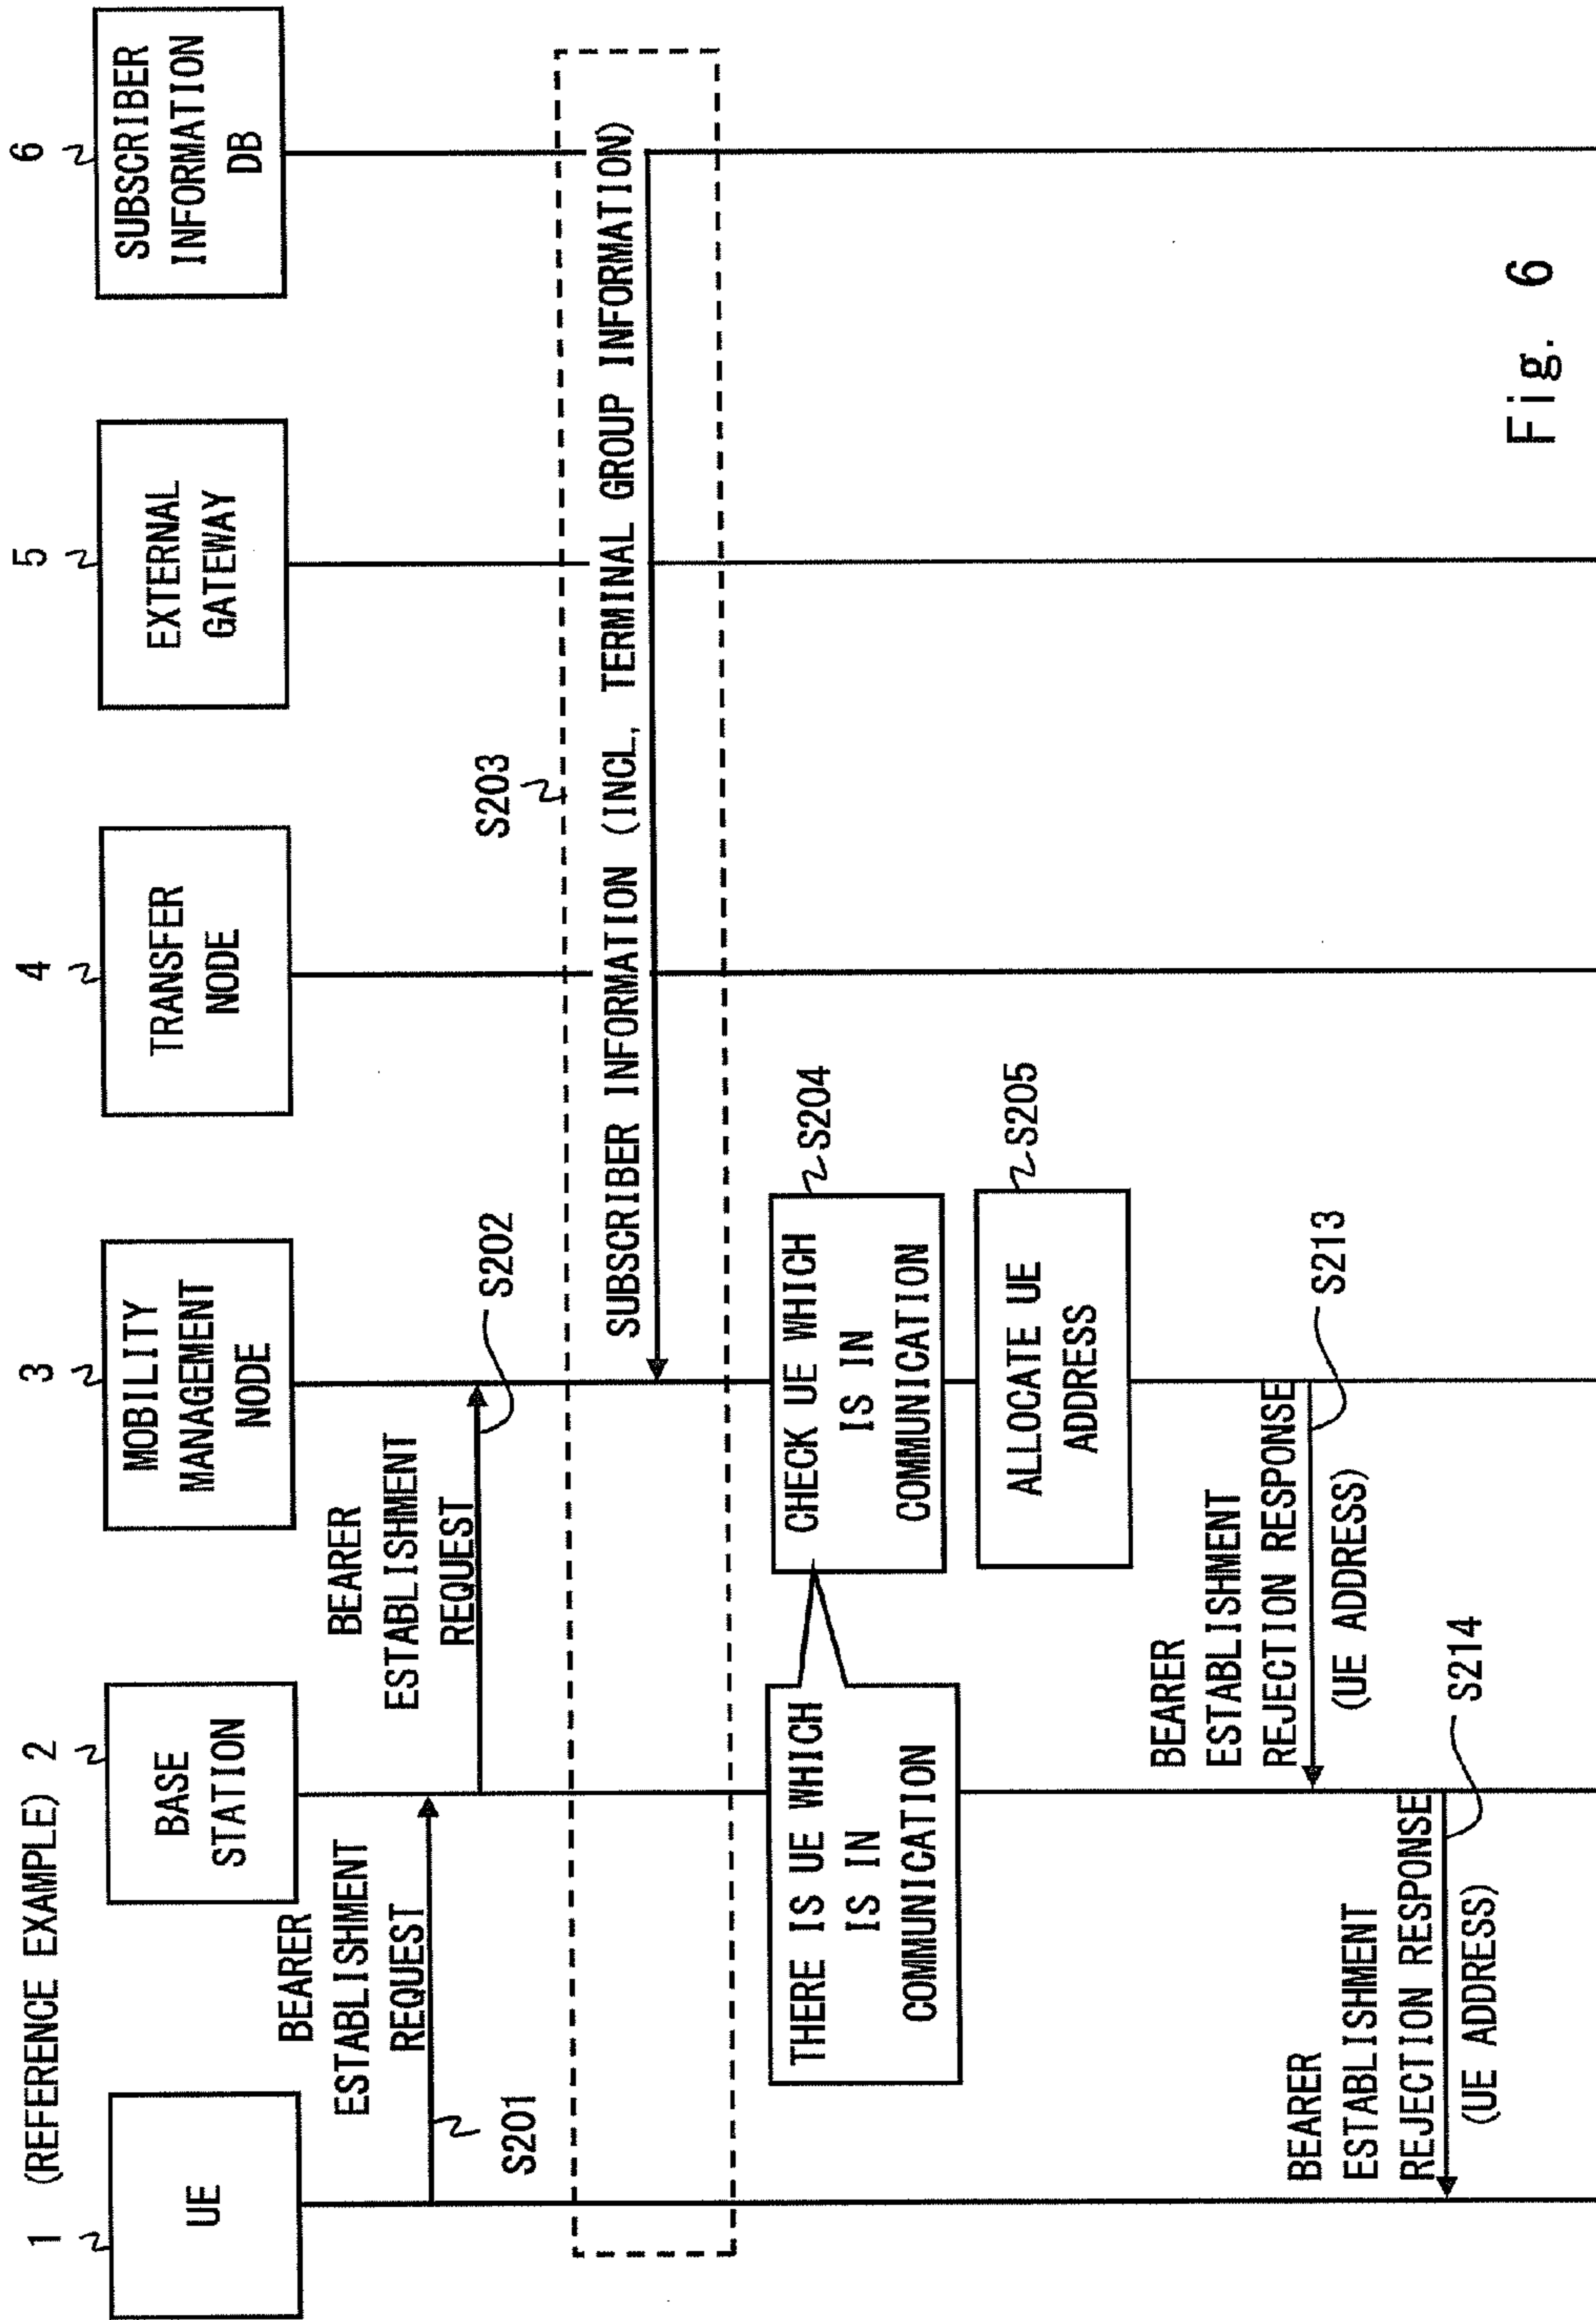 1
(REFERENCE EXAMPLE)
2
3
4
5
6
UE
BASE
STATION
MOBILITY
MANAGEMENT
NODE
TRANSFER
NODE
EXTERNAL
GATEWAY
SUBSCRIBER
INFORMATION
DB
BEARER
ESTABLISHMENT
REQUEST
S201
BEARER
ESTABLISHMENT
REQUEST
S202
S203
SUBSCRIBER INFORMATION (INCL, TERMINAL GROUP INFORMATION)
THERE IS UE WHICH
IS IN
COMMUNICATION
CHECK UE WHICH
IS IN
COMMUNICATION
S204
ALLOCATE UE
ADDRESS
S205
BEARER
ESTABLISHMENT
REJECTION RESPONSE
(UE ADDRESS)
S213
BEARER
ESTABLISHMENT
REJECTION RESPONSE
(UE ADDRESS)
S214
Fig. 6